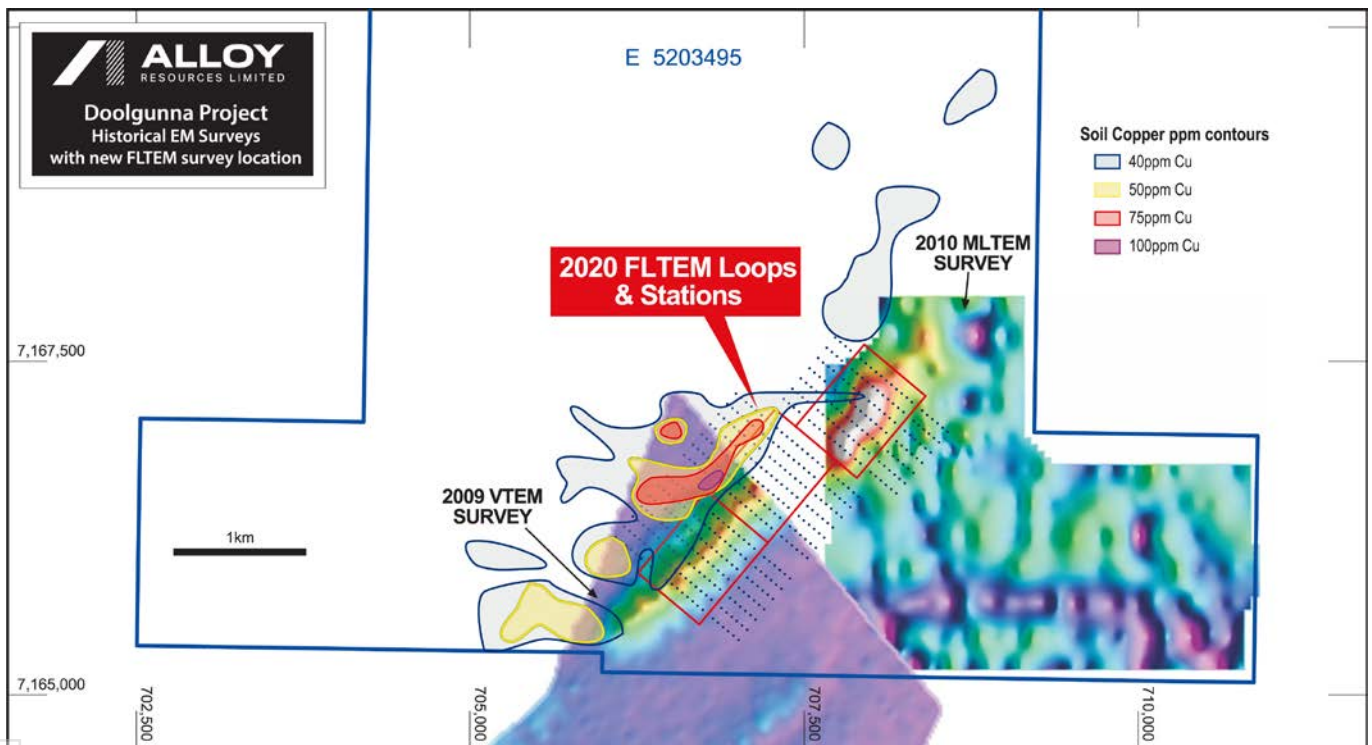 ALLOY
RESOURCES LIMITED
Doolgunna Project
Historical EM Surveys
with new FLTEM survey location
E 5203495
Soil Copper ppm contours
40ppm Cu
50ppm Cu
75ppm Cu
100ppm Cu
2010 MLTEM
SURVEY
2020 FLTEM Loops
& Stations
7,167,500
2009 VTEM
SURVEY
1km
7,165,000
702,500
705,000
707,500
710,000